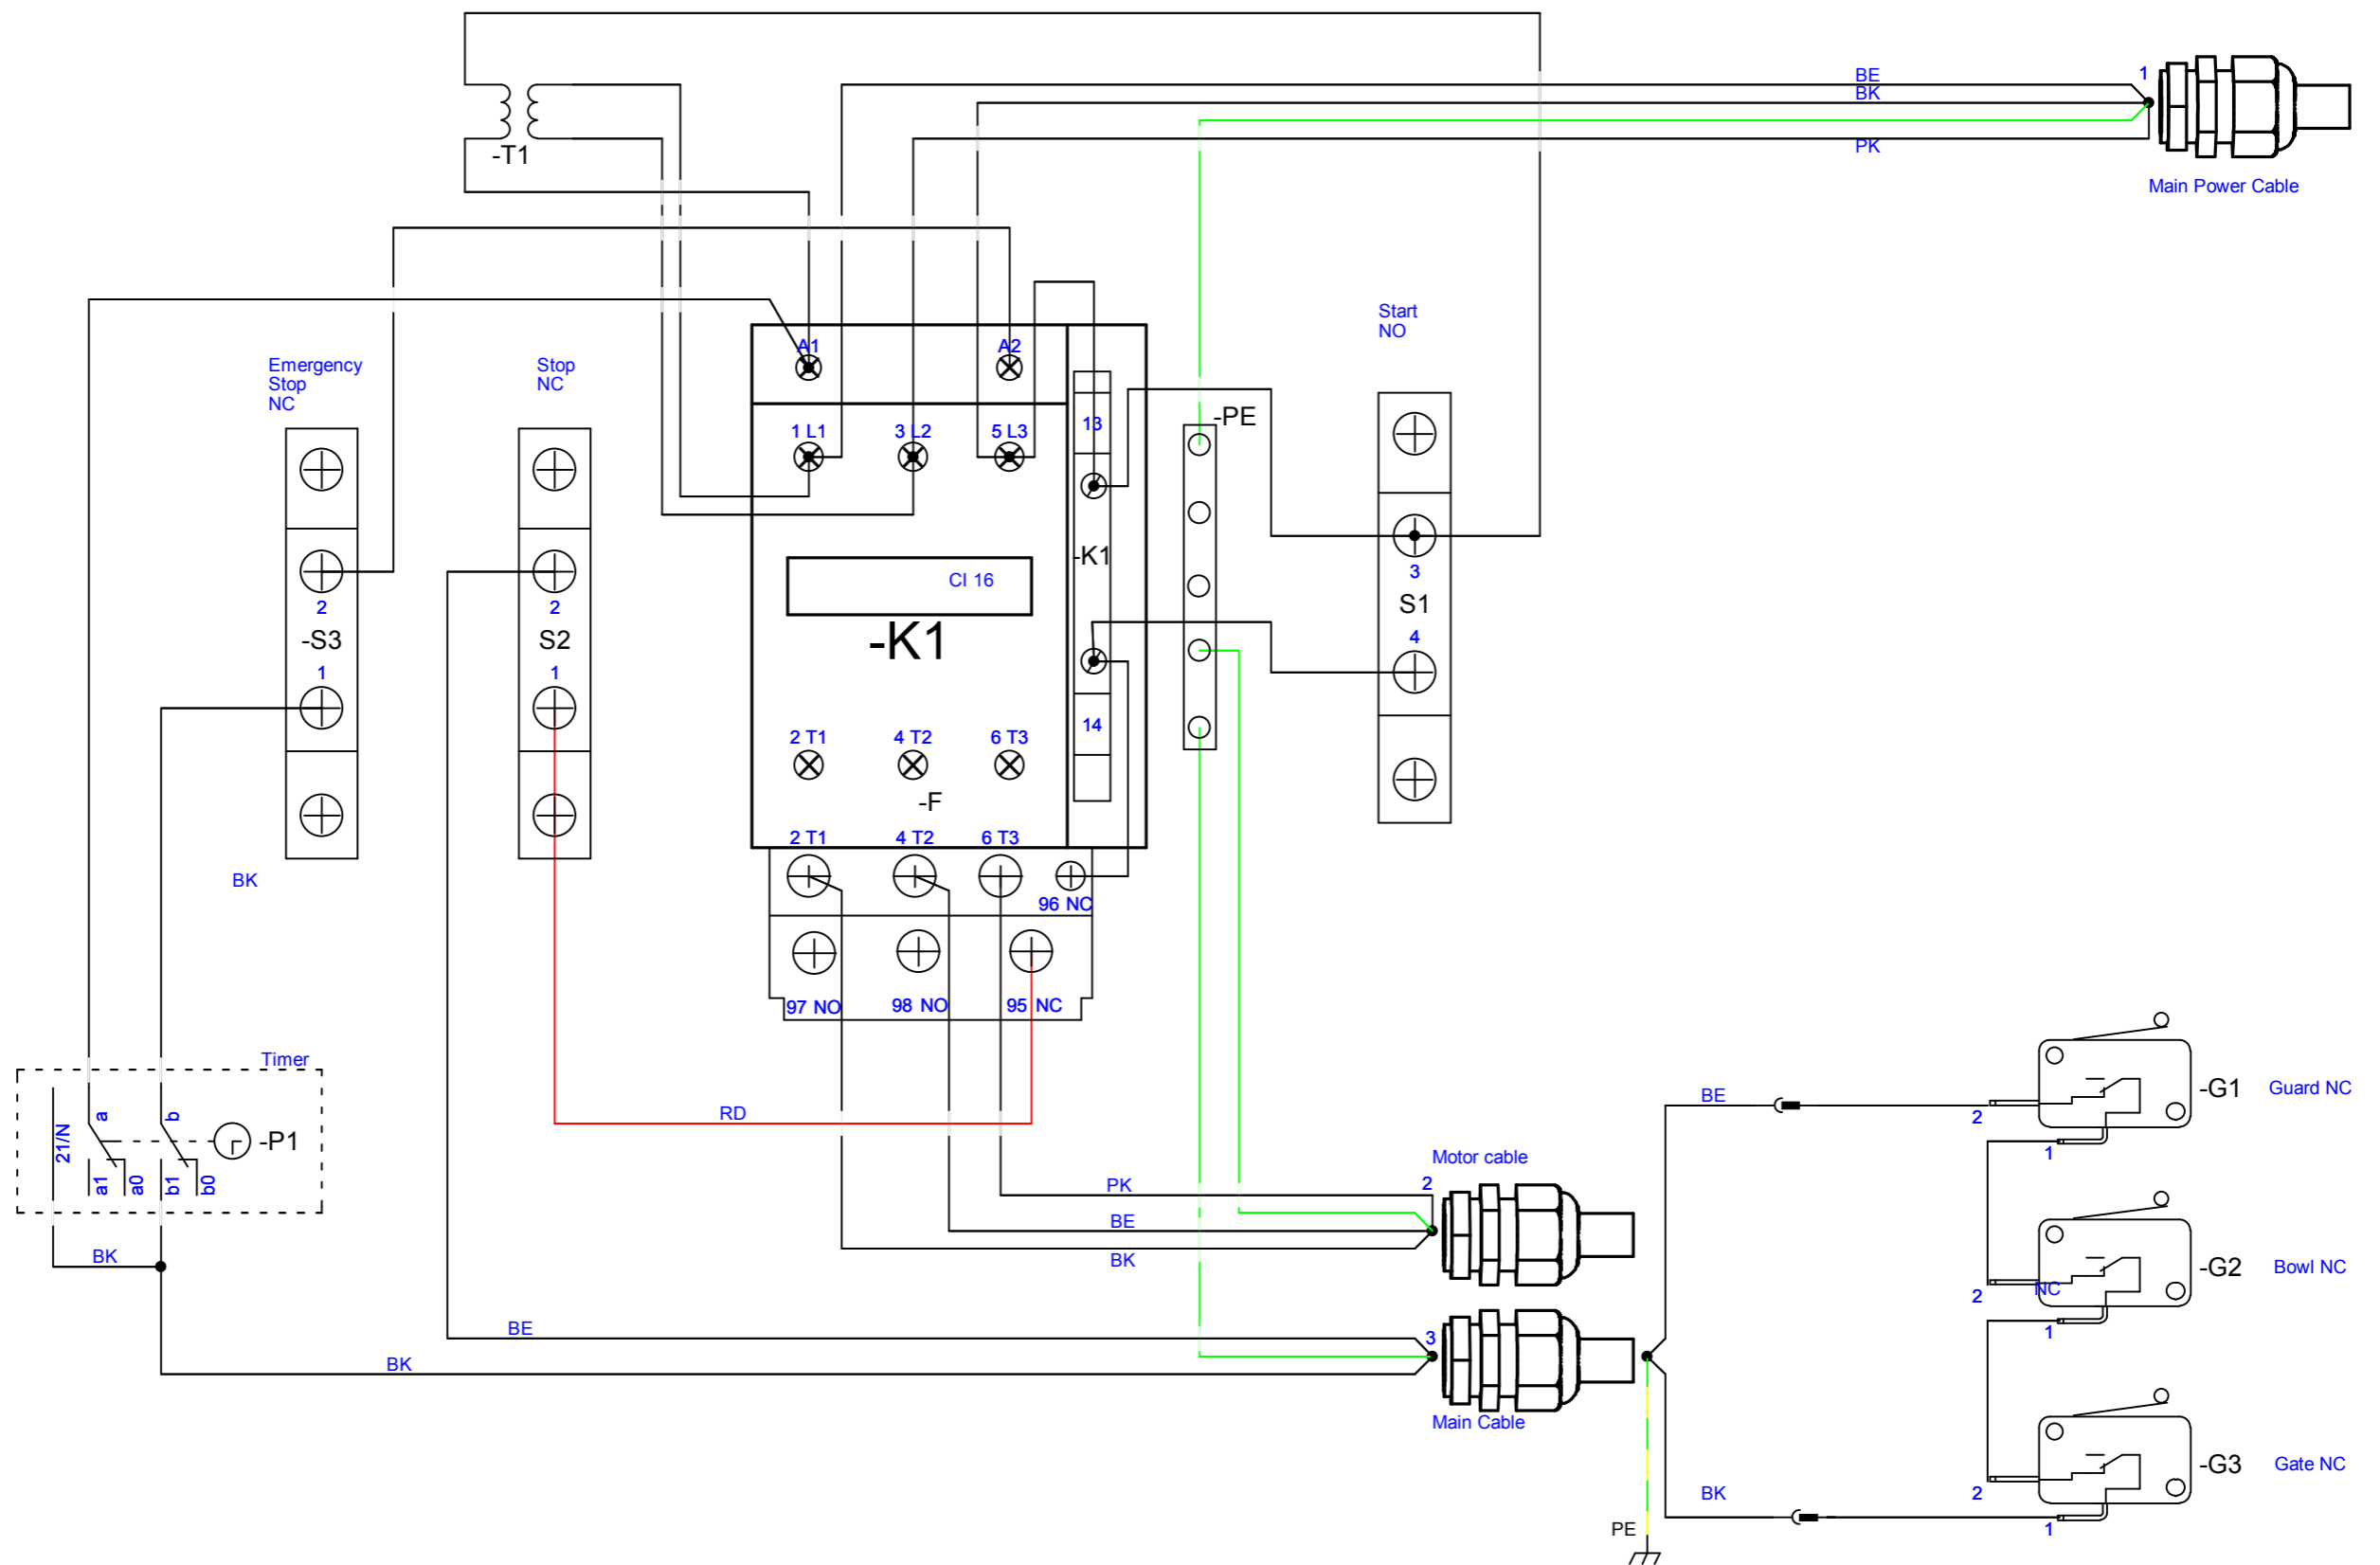 BE
1
BK
-T1
PK
Main Power Cable
Start
NO
A1
A2
Emergency
Stop
NC
Stop
NC
-PE
13
1 L1
3 L2
5 L3
-K1
CI 16
3
2
2
S1
-S3
S2
-K1
4
1
1
14
2 T1
4 T2
6 T3
-F
2 T1
4 T2
6 T3
BK
96 NC
97 NO
98 NO
95 NC
Timer
-G1
Guard NC
BE
a
b
RD
2
21/N
-P1
1
Motor cable
a1
a0
b1
b0
PK
2
BE
BK
BK
-G2
Bowl NC
NC
2
BE
3
1
BK
Main Cable
-G3
Gate NC
BK
2
PE
1